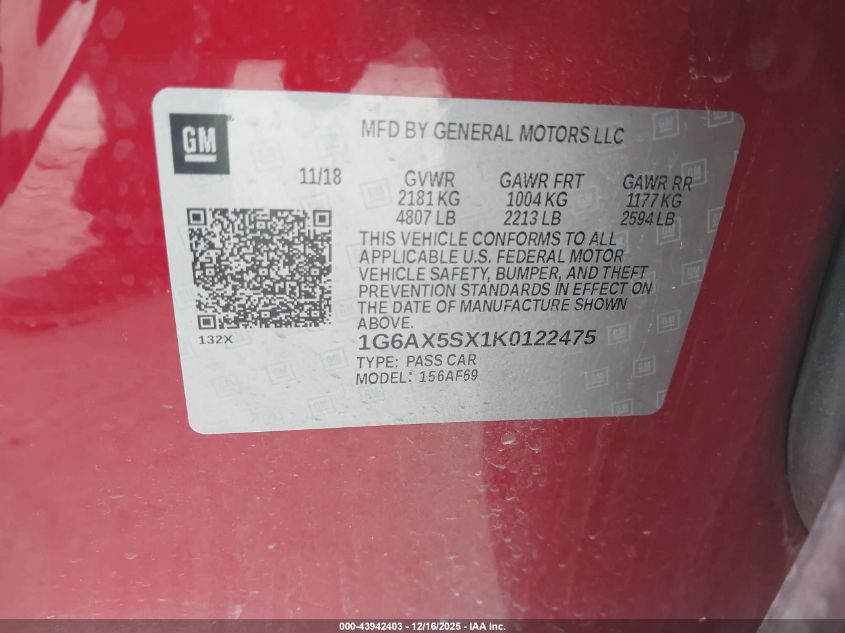 GM
MFD BY GENERAL MOTORS LLC
11/18 GVWR GAWR FRT GAWR RR
2181 KG 1004 KG 1177 KG
4807 LB 2213 LB 2594 LB
THIS VEHICLE CONFORMS TO ALL
APPLICABLE U.S. FEDERAL MOTOR
VEHICLE SAFETY, BUMPER, AND THEFT
PREVENTION STANDARDS IN EFFECT ON
THE DATE OF MANUFACTURE SHOWN
ABOVE.
132X
1G6AX5SX1K0122475
TYPE: PASS CAR
MODEL: 156AF69
000-43942403 - 12/16/2025 - IAA Inc.